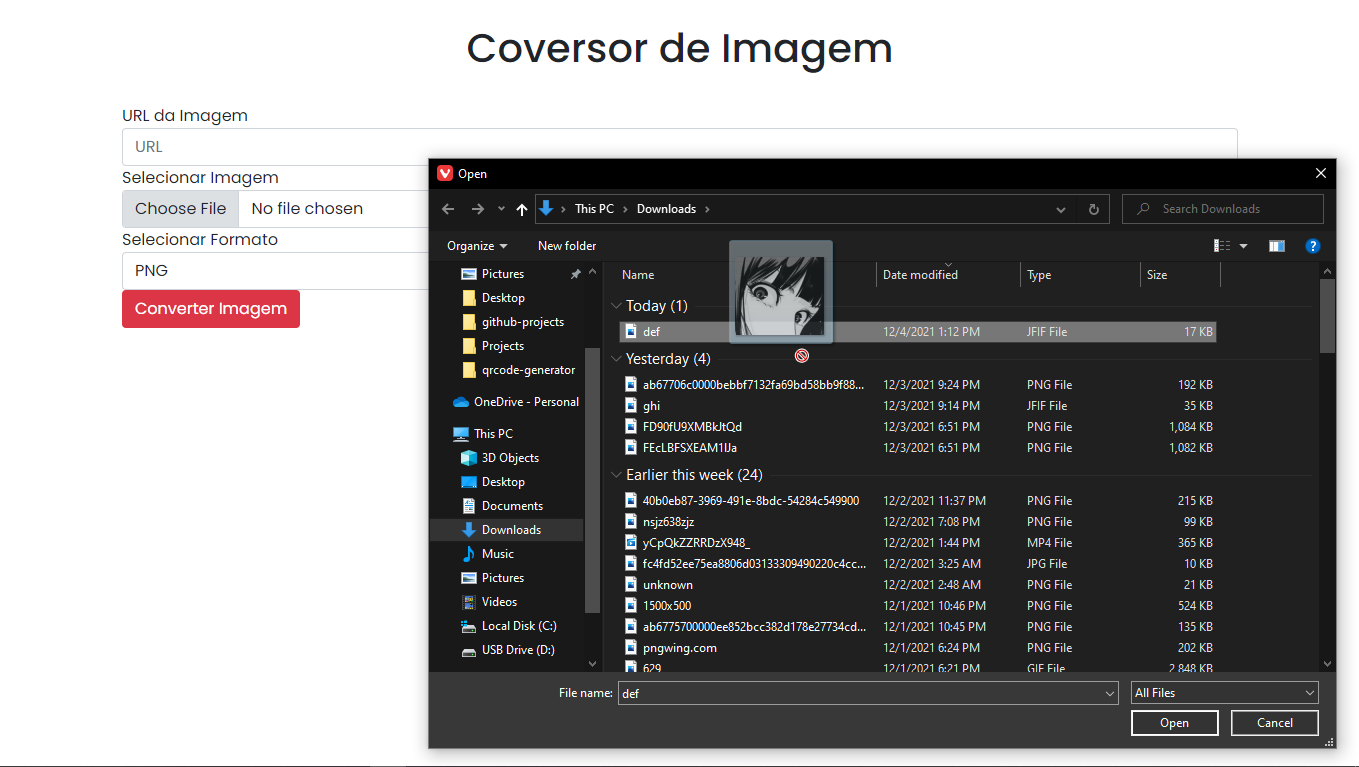 Coversor de Imagem
URL da Imagem
URL
Selecionar Imagem
Choose File No file chosen
Selecionar Formato
PNG
Converter Imagem
Open
This PC > Downloads >
Search Downloads
Organize New folder
Pictures
Desktop
github-projects
Projects
qrcode-generator
OneDrive - Personal
This PC
3D Objects
Desktop
Documents
Downloads
Music
Pictures
Videos
Local Disk (C:)
USB Drive (D:)
Name Date modified Type Size
Today (1)
def 12/4/2021 1:12 PM JFIF File 17 KB
Yesterday (4)
ab67706c0000bebbf7132fa69bd58bb9f88... 12/3/2021 9:24 PM PNG File 192 KB
ghi 12/3/2021 9:14 PM JFIF File 35 KB
FD90fU9XMBkJtQd 12/3/2021 6:51 PM PNG File 1,084 KB
FEcLBFSXEAM1lJa 12/3/2021 6:51 PM PNG File 1,082 KB
Earlier this week (24)
40b0eb87-3969-491e-8bdc-54284c549900 12/2/2021 11:37 PM PNG File 215 KB
nsjz638zjz 12/2/2021 7:08 PM PNG File 99 KB
yCpQkZZRRDzX948_ 12/2/2021 1:44 PM MP4 File 365 KB
fc4fd52ee75ea8806d03133309490220c4cc... 12/2/2021 3:25 AM JPG File 10 KB
unknown 12/2/2021 2:48 AM PNG File 21 KB
1500x500 12/1/2021 10:46 PM PNG File 524 KB
ab6775700000ee852bcc382d178e27734cd... 12/1/2021 10:45 PM PNG File 135 KB
pngwing.com 12/1/2021 6:24 PM PNG File 202 KB
629 12/1/2021 6:21 PM GIF File 2,848 KB
File name: def All Files
Open Cancel